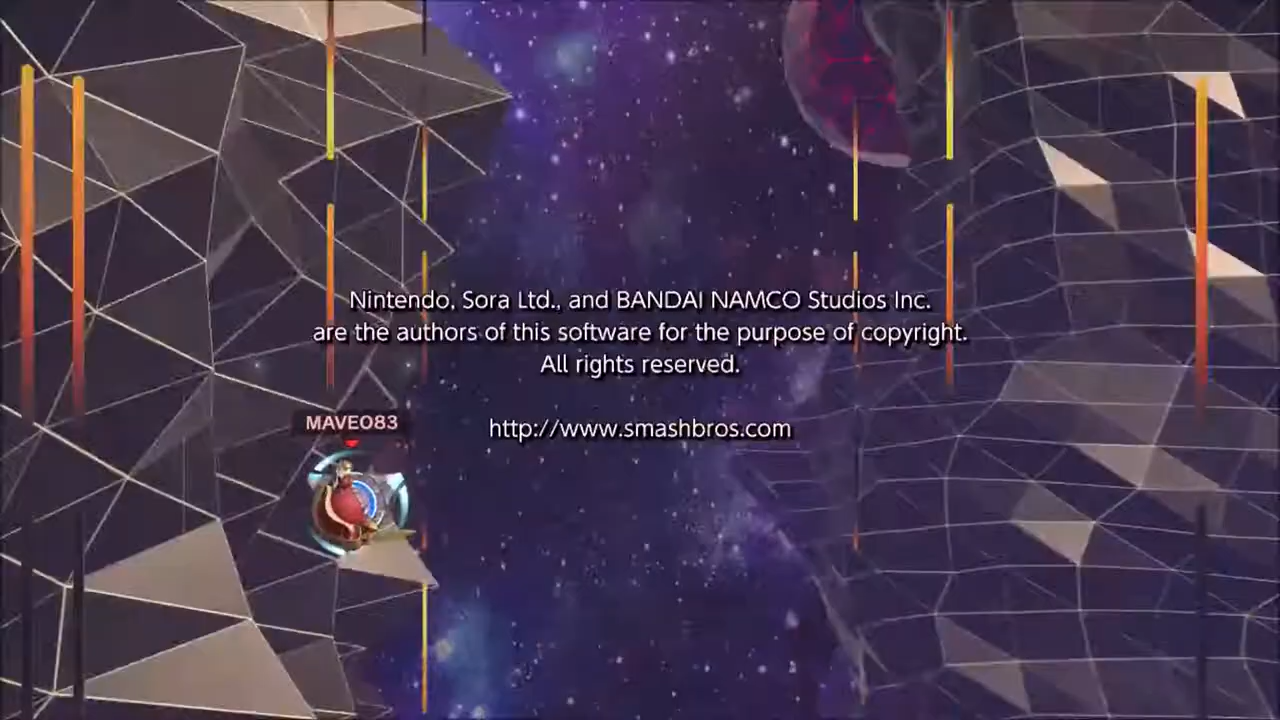 Nintendo, Sora Ltd., and BANDAI NAMCO Studios Inc.
are the authors of this software for the purpose of copyright.
All rights reserved.
MAVEO83
http://www.smashbros.com